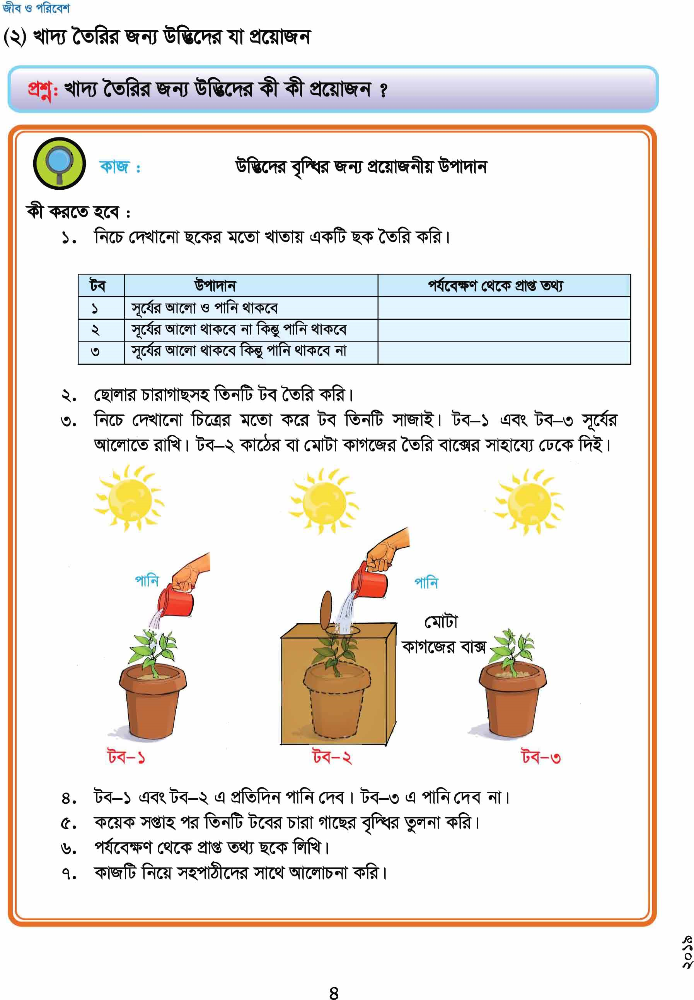 জীব ও পরিবেশ
(২) খাদ্য তৈরির জন্য উদ্ভিদের যা প্রয়োজন
প্রশ্ন: খাদ্য তৈরির জন্য উদ্ভিদের কী কী প্রয়োজন ?
কাজ : উদ্ভিদের বৃদ্ধির জন্য প্রয়োজনীয় উপাদান
কী করতে হবে :
১. নিচে দেখানো ছকের মতো খাতায় একটি ছক তৈরি করি।
টব উপাদান পর্যবেক্ষণ থেকে প্রাপ্ত তথ্য
১ সূর্যের আলো ও পানি থাকবে
২ সূর্যের আলো থাকবে না কিন্তু পানি থাকবে
৩ সূর্যের আলো থাকবে কিন্তু পানি থাকবে না
২. ছোলার চারাগাছসহ তিনটি টব তৈরি করি।
৩. নিচে দেখানো চিত্রের মতো করে টব তিনটি সাজাই। টব–১ এবং টব–৩ সূর্যের
আলোতে রাখি। টব–২ কাঠের বা মোটা কাগজের তৈরি বাক্সের সাহায্যে ঢেকে দিই।
পানি পানি
মোটা
কাগজের বাক্স
টব–১ টব–২ টব–৩
৪. টব–১ এবং টব–২ এ প্রতিদিন পানি দেব। টব–৩ এ পানি দেব না।
৫. কয়েক সপ্তাহ পর তিনটি টবের চারা গাছের বৃদ্ধির তুলনা করি।
৬. পর্যবেক্ষণ থেকে প্রাপ্ত তথ্য ছকে লিখি।
৭. কাজটি নিয়ে সহপাঠীদের সাথে আলোচনা করি।
২০১৯
৪